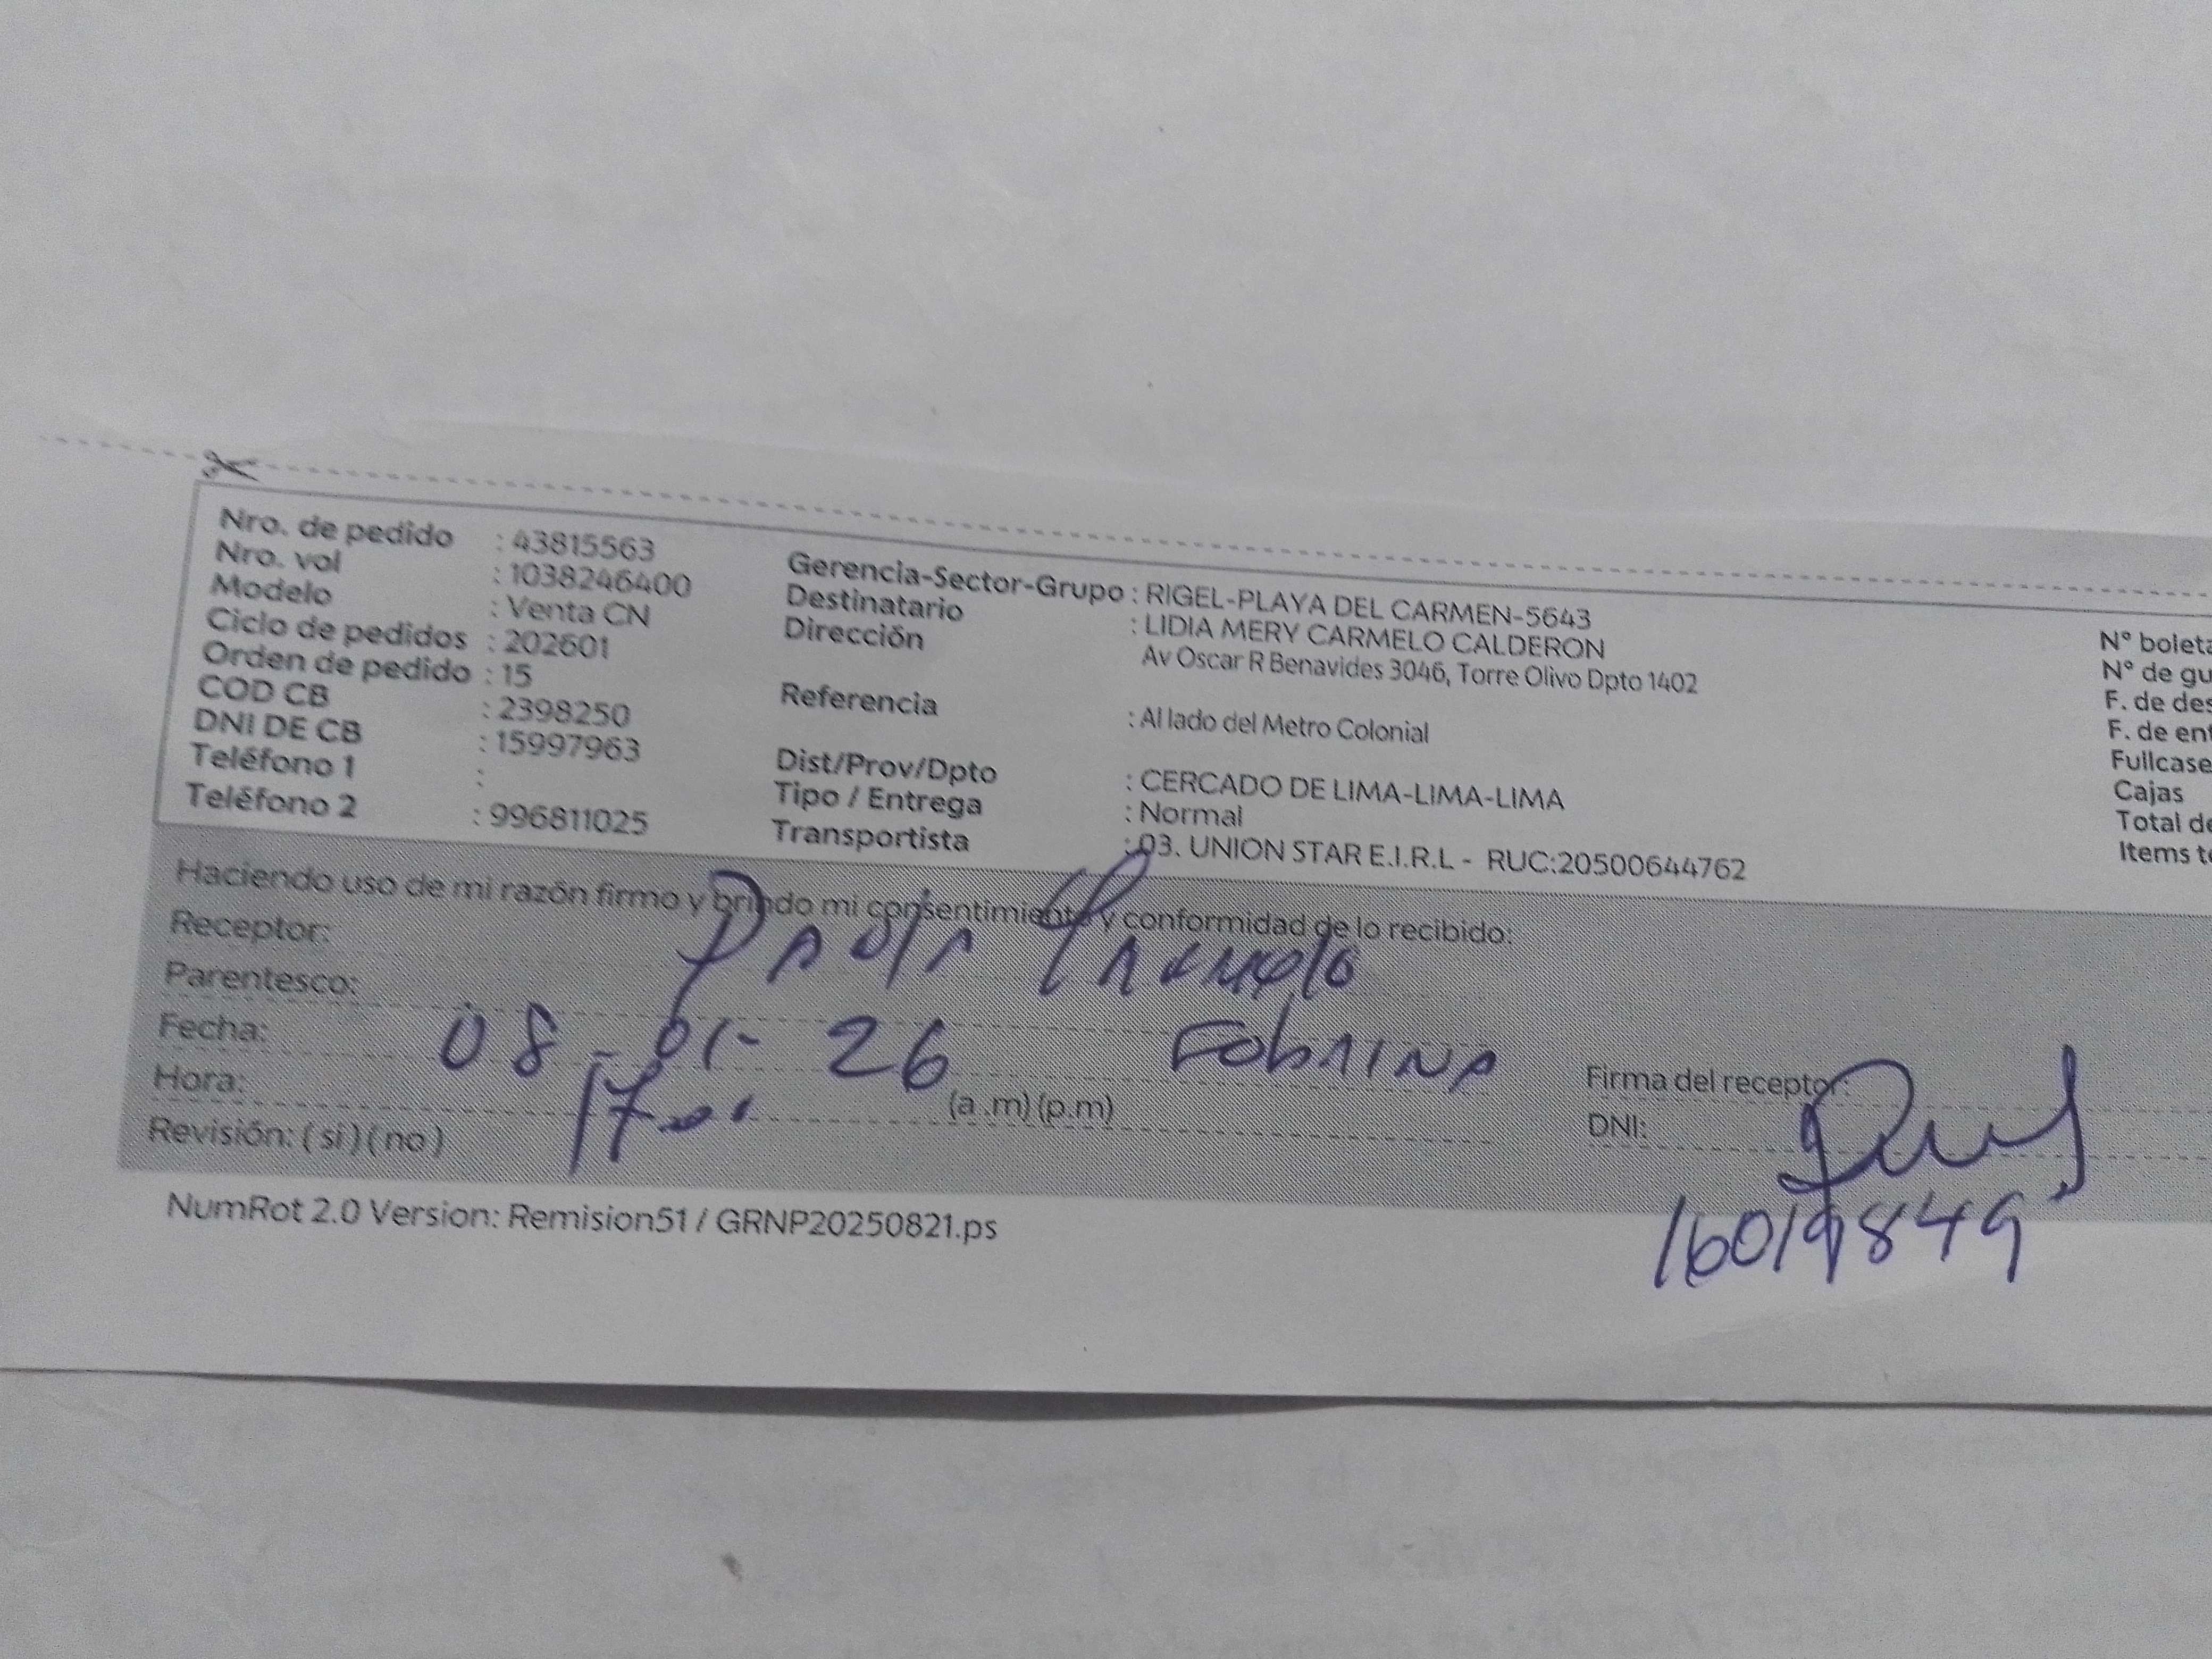 Nro. de pedido : 43815563
Nro. vol : 1038246400
Modelo : Venta CN
Ciclo de pedidos : 202601
Orden de pedido : 15
COD CB : 2398250
DNI DE CB : 15997963
Teléfono 1 :
Teléfono 2 : 996811025
Gerencia-Sector-Grupo : RIGEL-PLAYA DEL CARMEN-5643
Destinatario : LIDIA MERY CARMELO CALDERON
Dirección Av Oscar R Benavides 3046, Torre Olivo Dpto 1402
Referencia : Al lado del Metro Colonial
Dist/Prov/Dpto : CERCADO DE LIMA-LIMA-LIMA
Tipo / Entrega : Normal
Transportista : 03. UNION STAR E.I.R.L - RUC:20500644762
N° boleta
N° de gu
F. de des
F. de ent
Fullcase
Cajas
Total de
Items t
Haciendo uso de mi razón firmo y brindo mi consentimiento y conformidad de lo recibido:
Receptor:
Parentesco:
Fecha: 08-01-26
Hora: (a .m) (p.m)
Revisión: ( si ) ( no )
Firma del receptor:
DNI: 16019849
NumRot 2.0 Version: Remision51 / GRNP20250821.ps